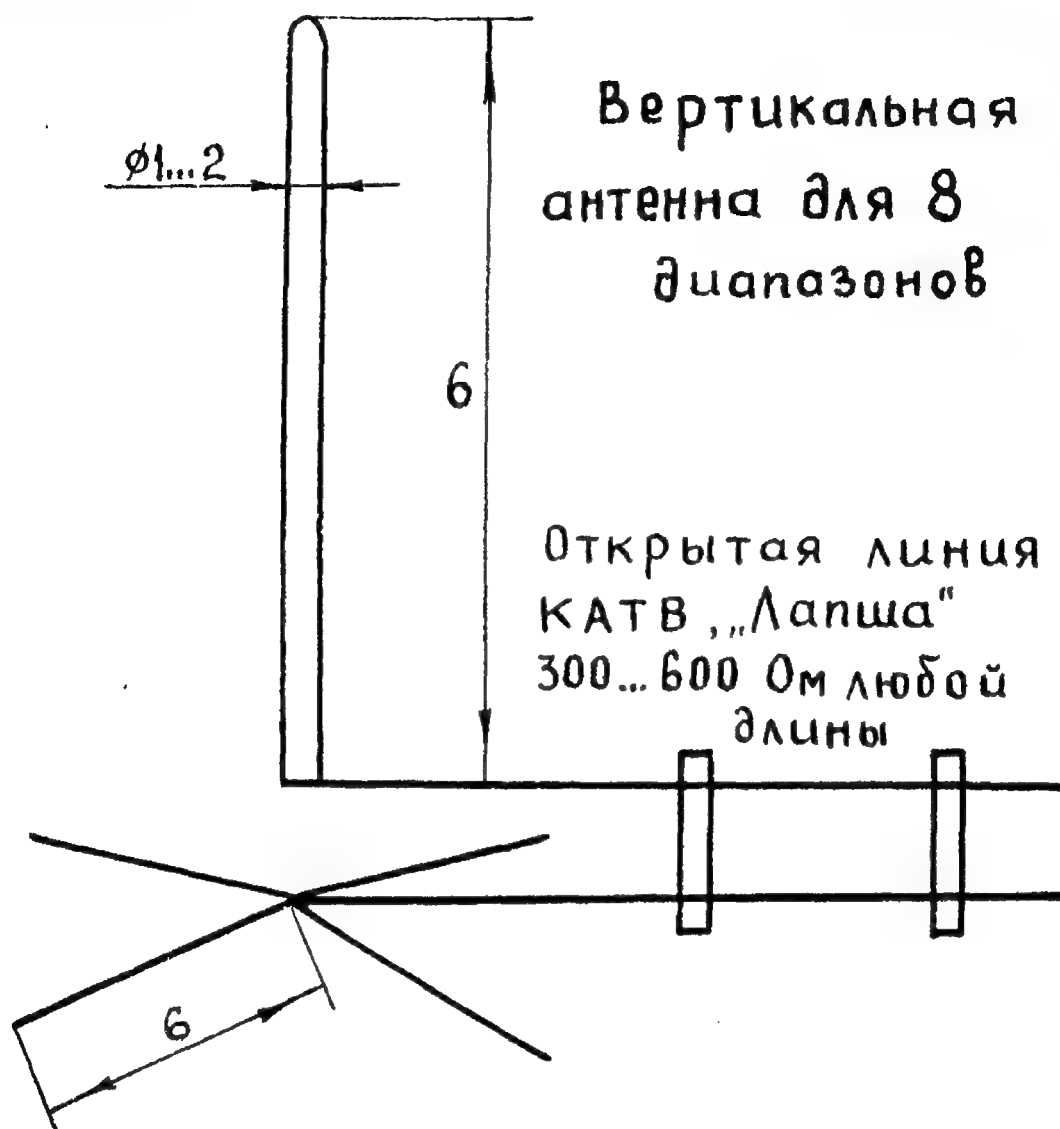 Вертикальная
антенна для 8
диапазонов
ø1...2
6
Открытая линия
КАТВ,„Лапша“
300...600 Ом любой
длины
6